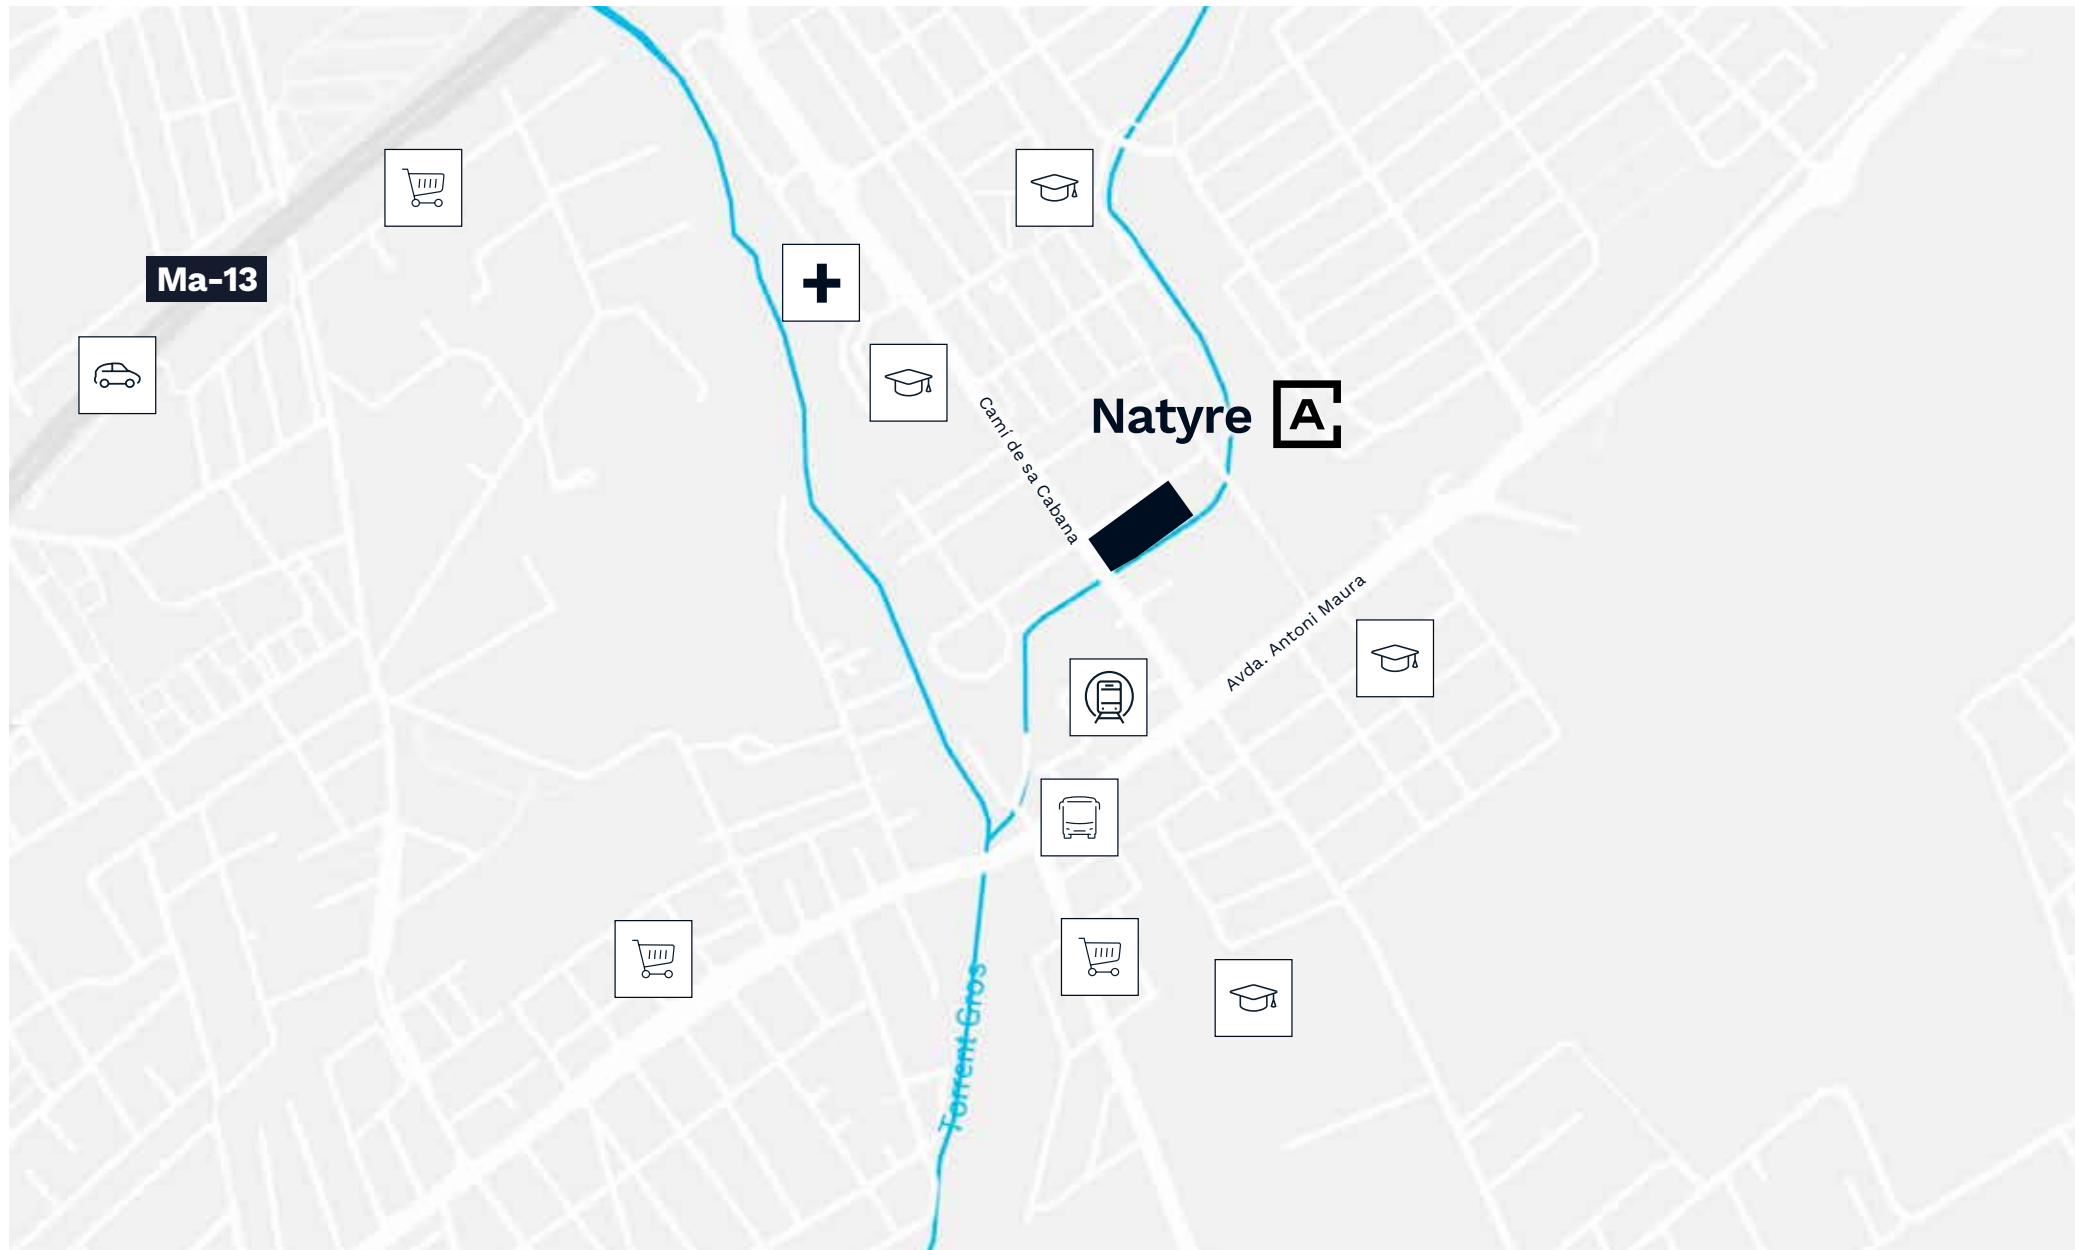 Ma-13
Natyre A
Camí de sa Cabana
Avda. Antoni Maura
Torrent Gros